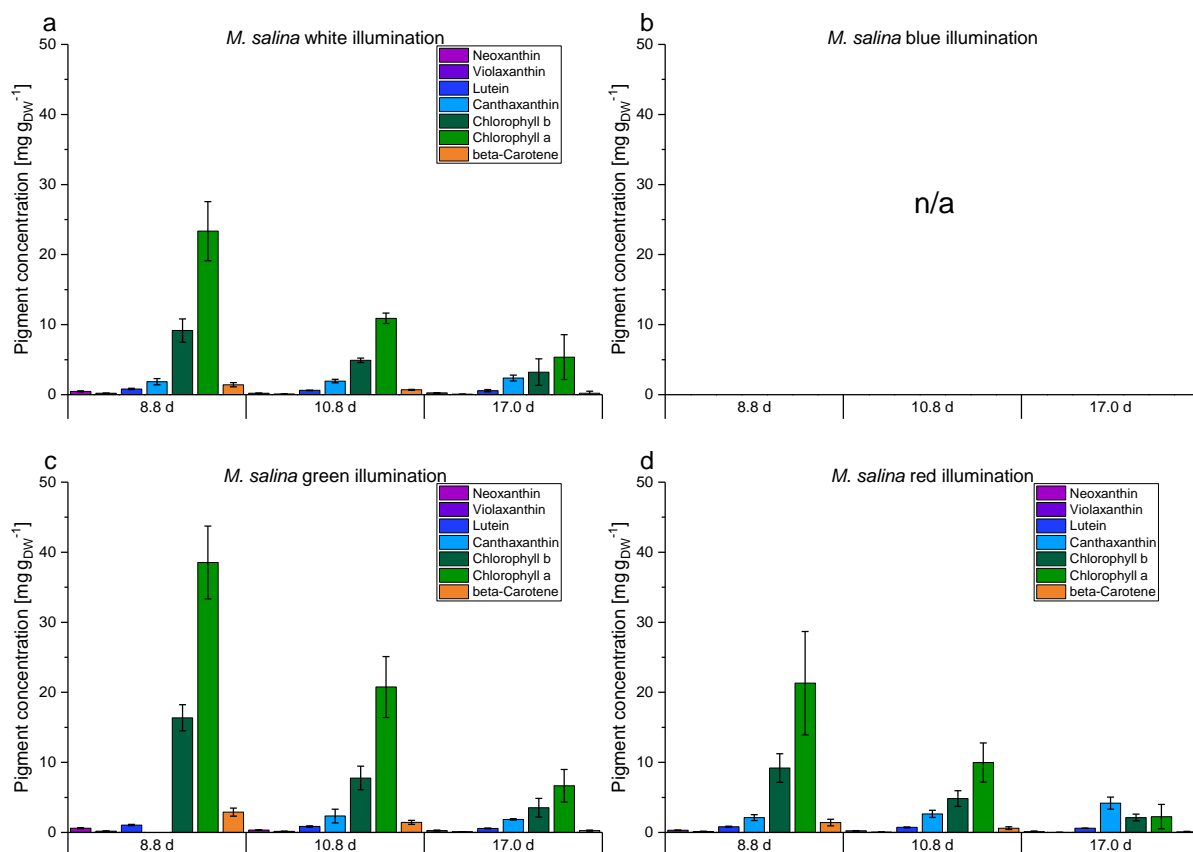 a
M. salina white illumination
50
40
30
20
10
0
Pigment concentration [mg g_DW^-1]
Neoxanthin
Violaxanthin
Lutein
Canthaxanthin
Chlorophyll b
Chlorophyll a
beta-Carotene
8.8 d 10.8 d 17.0 d
b
M. salina blue illumination
50
40
30
20
10
0
Pigment concentration [mg g_DW^-1]
n/a
8.8 d 10.8 d 17.0 d
c
M. salina green illumination
50
40
30
20
10
0
Pigment concentration [mg g_DW^-1]
Neoxanthin
Violaxanthin
Lutein
Canthaxanthin
Chlorophyll b
Chlorophyll a
beta-Carotene
8.8 d 10.8 d 17.0 d
d
M. salina red illumination
50
40
30
20
10
0
Pigment concentration [mg g_DW^-1]
Neoxanthin
Violaxanthin
Lutein
Canthaxanthin
Chlorophyll b
Chlorophyll a
beta-Carotene
8.8 d 10.8 d 17.0 d